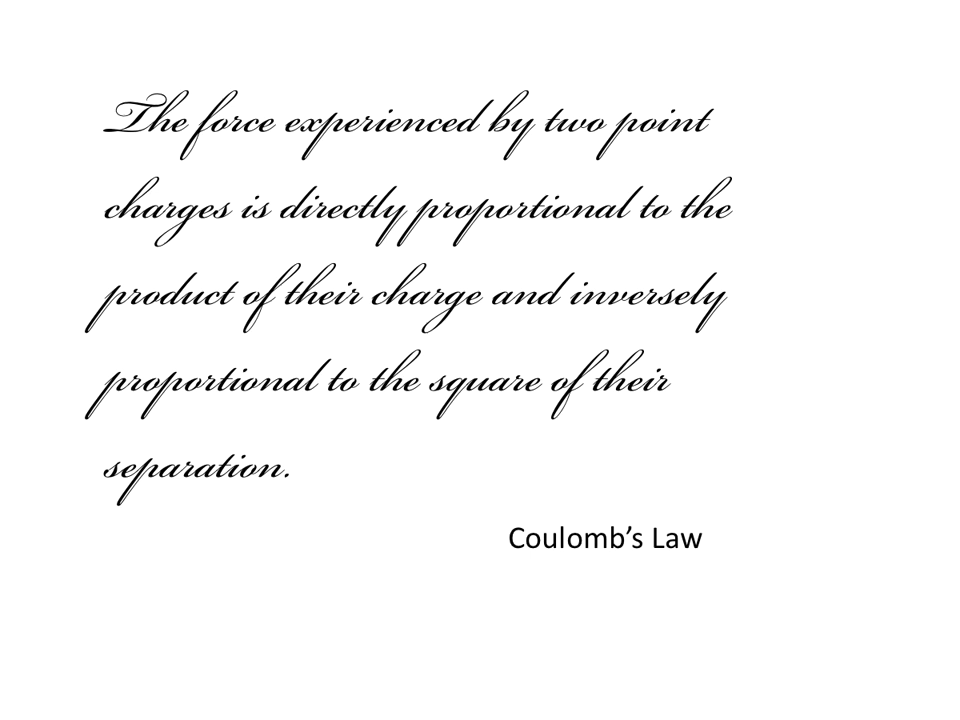 The force experienced by two point
charges is directly proportional to the
product of their charge and inversely
proportional to the square of their
separation.
Coulomb’s Law